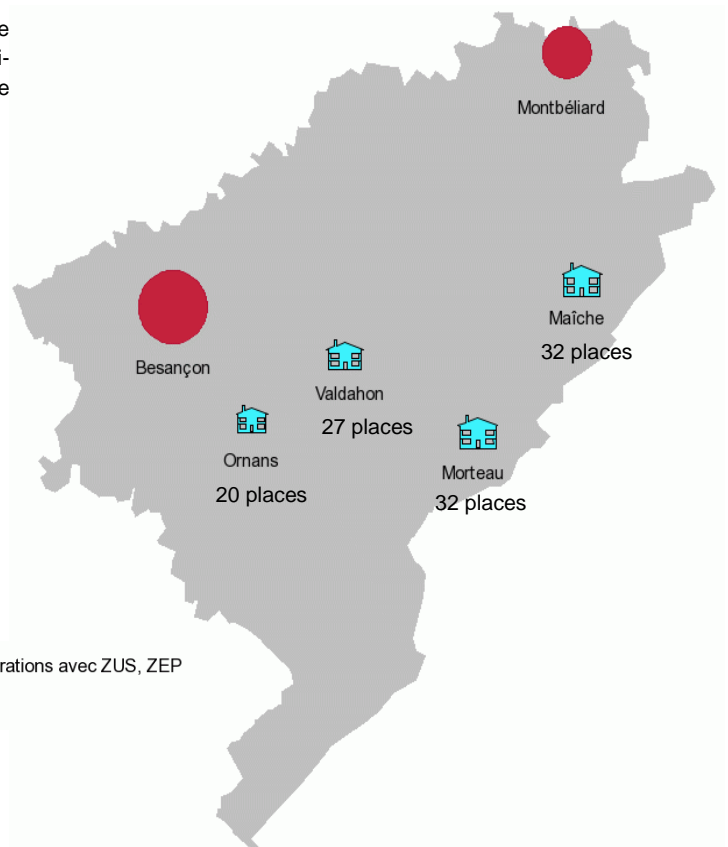 e
i-
e
Montbéliard
Maîche
32 places
Besançon
Valdahon
27 places
Ornans
20 places
Morteau
32 places
rations avec ZUS, ZEP